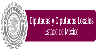 Diputadas y Diputados Locales
Estado de México